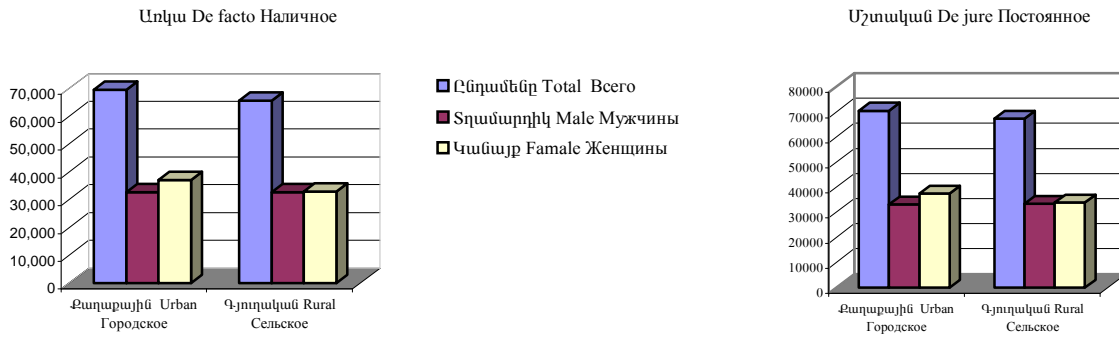 Առկա De facto Наличное
70,000
60,000
50,000
40,000
30,000
20,000
10,000
0
Քաղաքային Urban
Городское
Գյուղական Rural
Сельское
Ընդամենը Total Всего
Տղամարդիկ Male Мужчины
Կանայք Famale Женщины
Մշտական De jure Постоянное
80000
70000
60000
50000
40000
30000
20000
10000
0
Քաղաքային Urban
Городское
Գյուղական Rural
Сельское